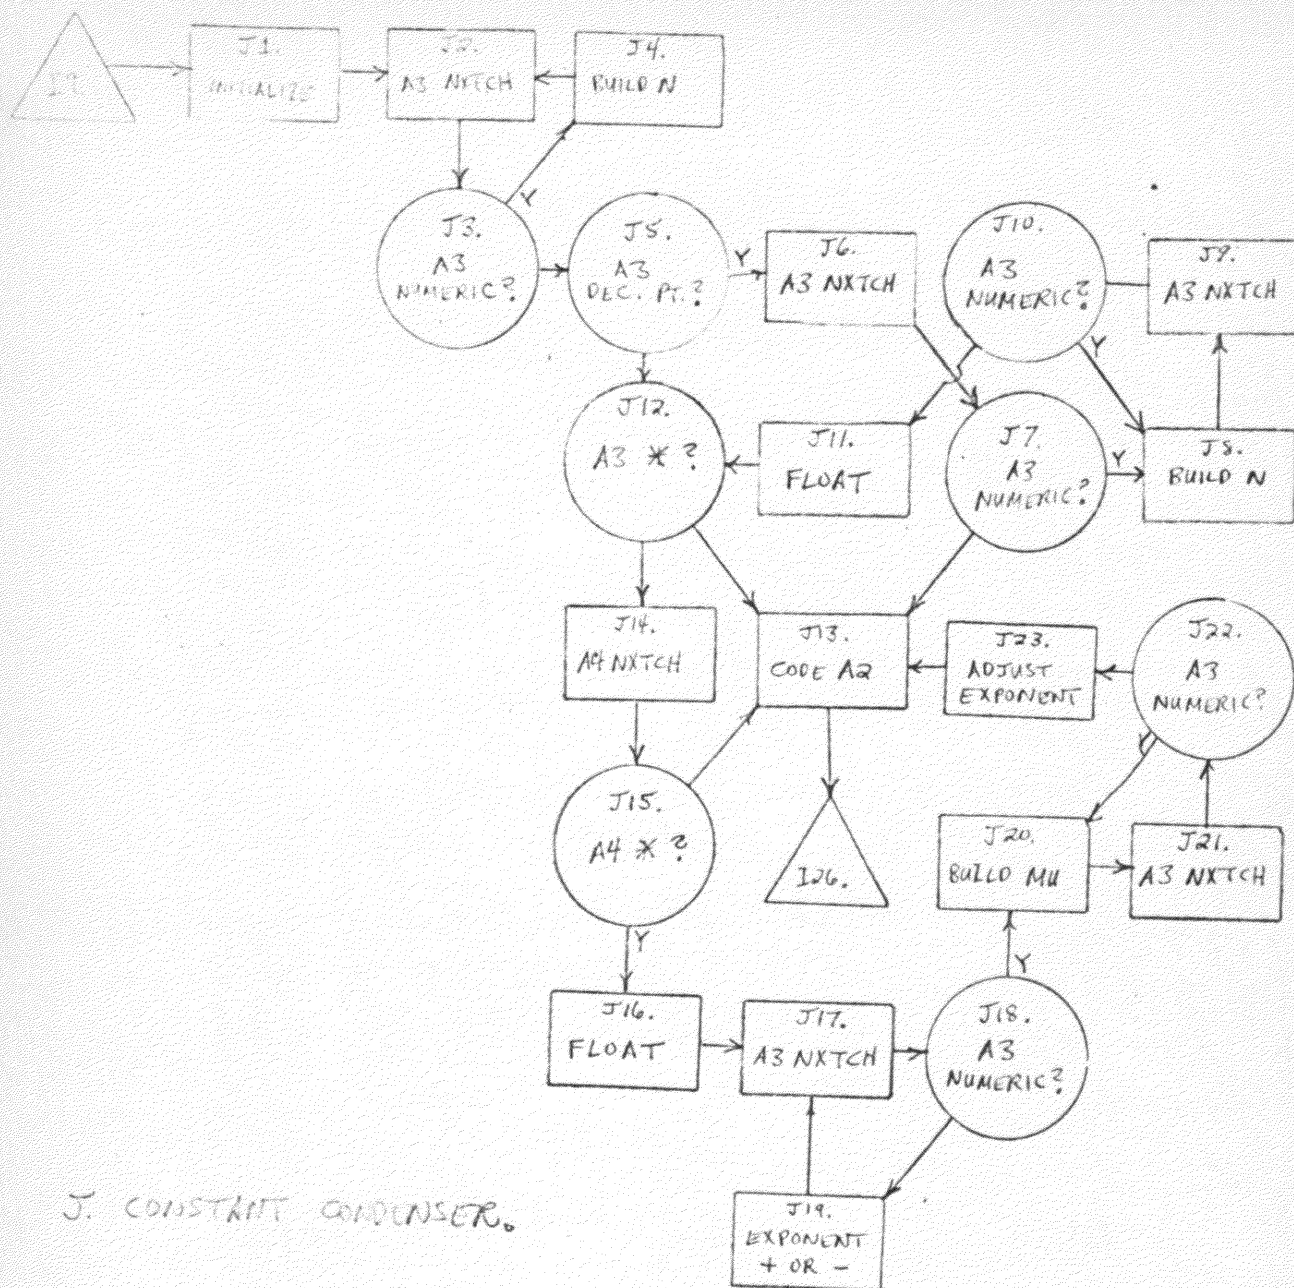 J1.
INITIALIZE
J2.
A3 NXTCH
J4.
BUILD N
Y
J3.
A3
NUMERIC?
J5.
A3
DEC. PT.?
Y
J6.
A3 NXTCH
J10.
A3
NUMERIC?
Y
J9.
A3 NXTCH
J12.
A3 * ?
J11.
FLOAT
J7.
A3
NUMERIC?
Y
J8.
BUILD N
J14.
A4 NXTCH
J13.
CODE A2
J23.
ADJUST
EXPONENT
J22.
A3
NUMERIC?
Y
J15.
A4 * ?
Y
I26.
J20.
BUILD MU
J21.
A3 NXTCH
Y
J16.
FLOAT
J17.
A3 NXTCH
J18.
A3
NUMERIC?
J19.
EXPONENT
+ OR -
J. CONSTANT CONDENSER.